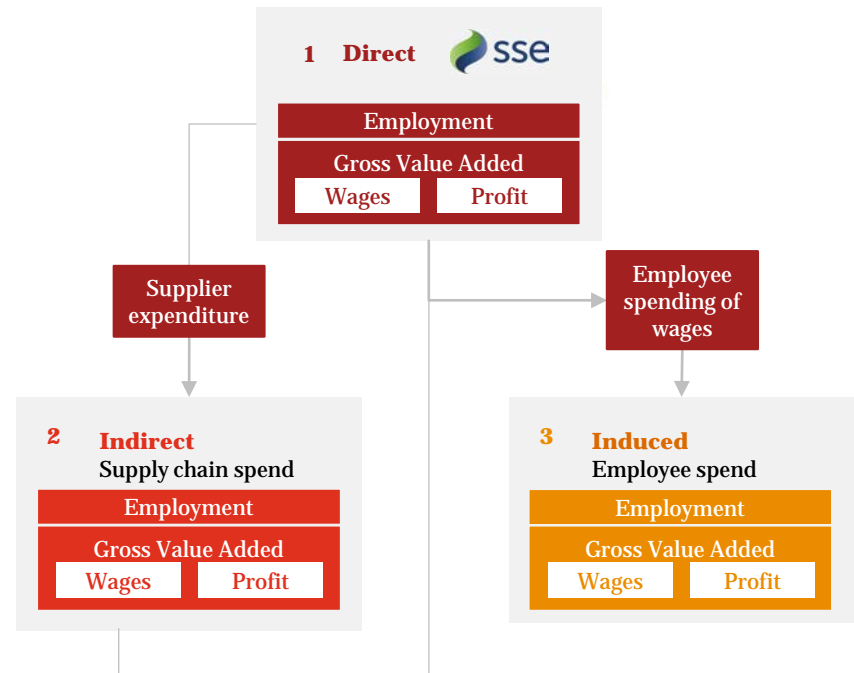 1 Direct sse
Employment
Gross Value Added
Wages Profit
Supplier
expenditure
Employee
spending of
wages
2 Indirect
Supply chain spend
Employment
Gross Value Added
Wages Profit
3 Induced
Employee spend
Employment
Gross Value Added
Wages Profit